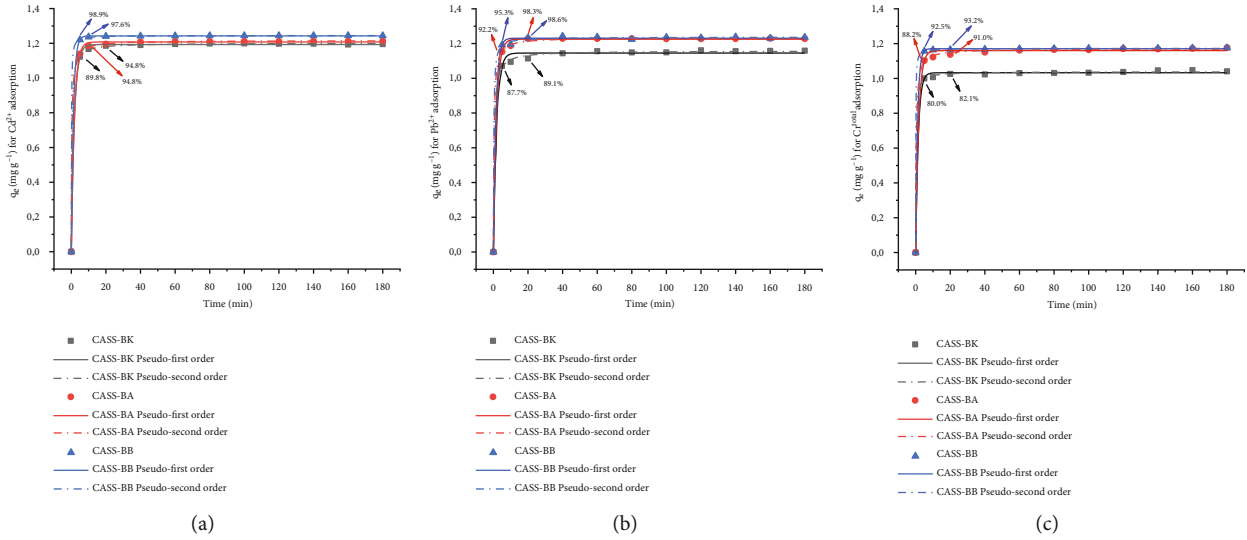 1,4
1,2
1,0
0,8
0,6
0,4
0,2
0,0
qe (mg g⁻¹) for Cd²⁺ adsorption
98.9%
97.6%
89.8%
94.8%
94.8%
0 20 40 60 80 100 120 140 160 180
Time (min)
CASS-BK
CASS-BK Pseudo-first order
CASS-BK Pseudo-second order
CASS-BA
CASS-BA Pseudo-first order
CASS-BA Pseudo-second order
CASS-BB
CASS-BB Pseudo-first order
CASS-BB Pseudo-second order
(a)
1,4
1,2
1,0
0,8
0,6
0,4
0,2
0,0
qe (mg g⁻¹) for Pb²⁺ adsorption
95.3%
98.3%
98.6%
92.2%
87.7%
89.1%
0 20 40 60 80 100 120 140 160 180
Time (min)
CASS-BK
CASS-BK Pseudo-first order
CASS-BK Pseudo-second order
CASS-BA
CASS-BA Pseudo-first order
CASS-BA Pseudo-second order
CASS-BB
CASS-BB Pseudo-first order
CASS-BB Pseudo-second order
(b)
1,4
1,2
1,0
0,8
0,6
0,4
0,2
0,0
qe (mg g⁻¹) for Cr^total adsorption
88.2%
92.5%
93.2%
91.0%
80.0%
82.1%
0 20 40 60 80 100 120 140 160 180
Time (min)
CASS-BK
CASS-BK Pseudo-first order
CASS-BK Pseudo-second order
CASS-BA
CASS-BA Pseudo-first order
CASS-BA Pseudo-second order
CASS-BB
CASS-BB Pseudo-first order
CASS-BB Pseudo-second order
(c)